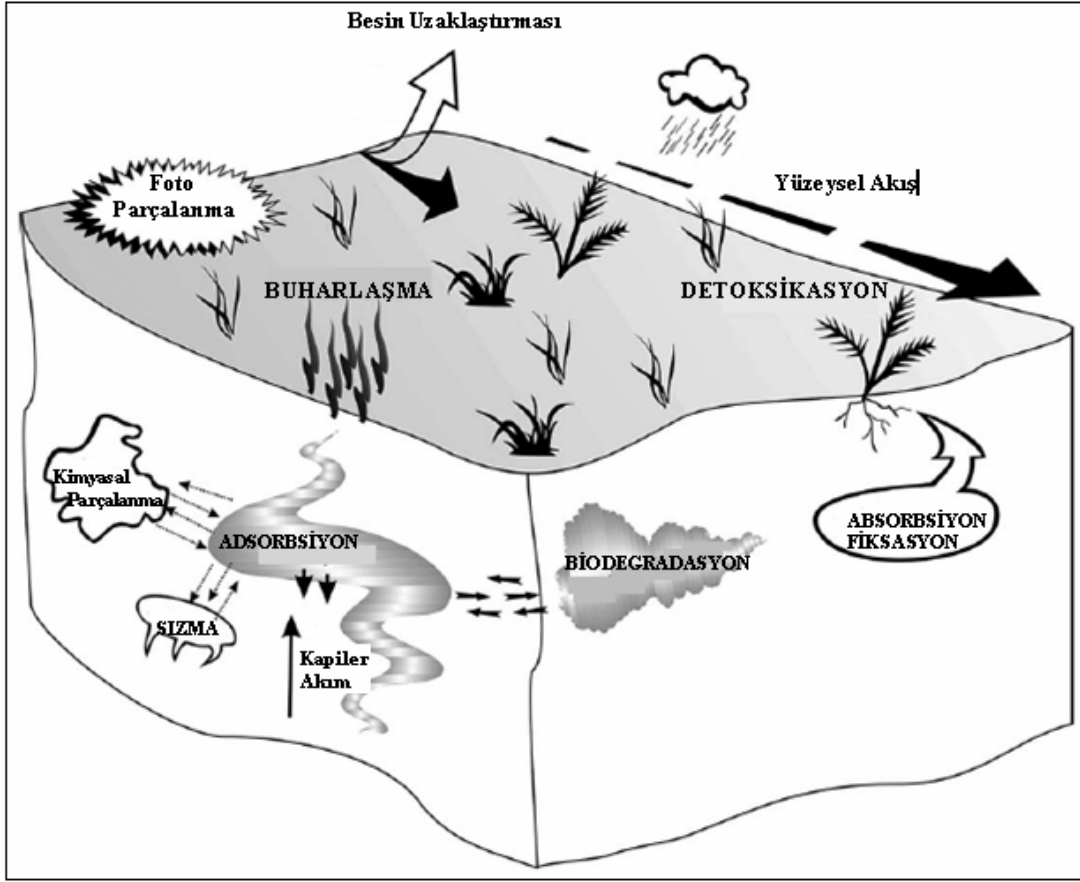 Besin Uzaklaştırması
Foto
Parçalanma
Yüzeysel Akış
BUHARLAŞMA
DETOKSİKASYON
Kimyasal
Parçalanma
ADSORBSİYON
ABSORBSİYON
FİKSASYON
BİODEGRADASYON
SIZMA
Kapiler
Akım